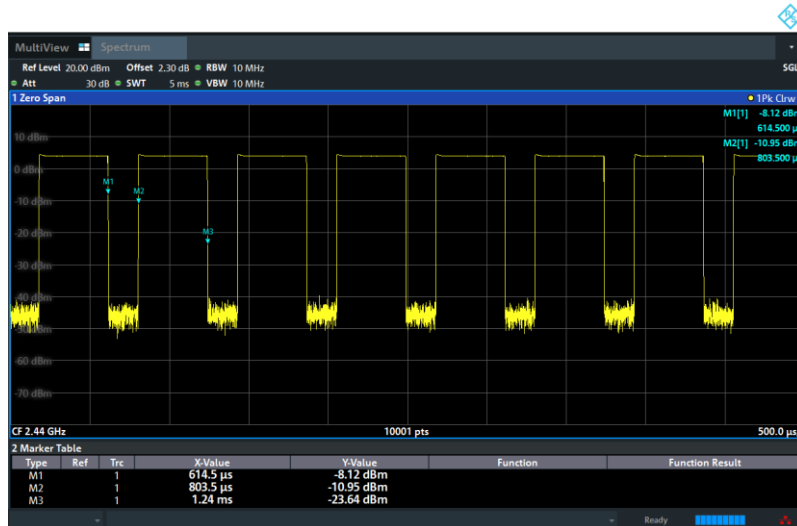 MultiView Spectrum
Ref Level 20.00 dBm Offset 2.30 dB RBW 10 MHz SGL
Att 30 dB SWT 5 ms VBW 10 MHz
1 Zero Span 1Pk Clrw
M1[1] -8.12 dBm
614.500 µ
M2[1] -10.95 dBm
803.500 µ
10 dBm
0 dBm
M1
M2
-10 dBm
-20 dBm
M3
-30 dBm
-40 dBm
-50 dBm
-60 dBm
-70 dBm
CF 2.44 GHz 10001 pts 500.0 µs
2 Marker Table
Type Ref Trc X-Value Y-Value Function Function Result
M1 1 614.5 µs -8.12 dBm
M2 1 803.5 µs -10.95 dBm
M3 1 1.24 ms -23.64 dBm
Ready